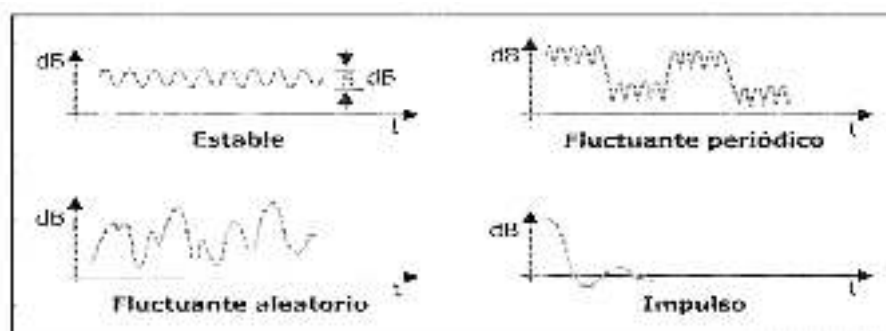 dB
dB
t
Estable
dB
t
Fluctuante periódico
dB
t
Fluctuante aleatorio
dB
t
Impulso